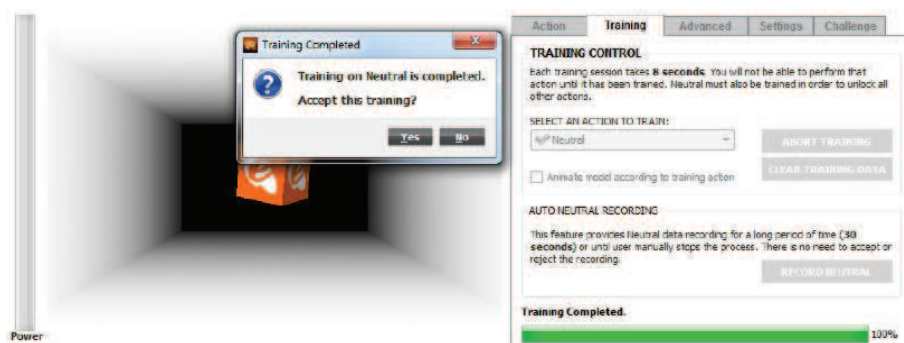 Action Training Advanced Settings Challenge
Training Completed
Training on Neutral is completed.
Accept this training?
Yes No
TRAINING CONTROL
Each training session takes 8 seconds. You will not be able to perform that
action until it has been trained. Neutral must also be trained in order to unlock all
other actions.
SELECT AN ACTION TO TRAIN:
Neutral
ABORT TRAINING
Animate model according to training action
CLEAR TRAINING DATA
AUTO NEUTRAL RECORDING
This feature provides Neutral data recording for a long period of time (30
seconds) or until user manually stops the process. There is no need to accept or
reject the recording.
RECORD NEUTRAL
Training Completed.
Power
100%